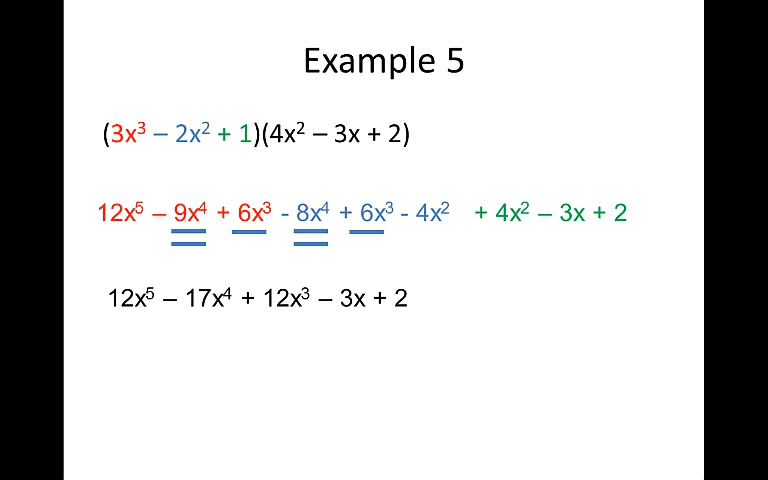 Example 5
(3x³ – 2x² + 1)(4x² – 3x + 2)
12x⁵ – 9x⁴ + 6x³ - 8x⁴ + 6x³ - 4x² + 4x² – 3x + 2
12x⁵ – 17x⁴ + 12x³ – 3x + 2